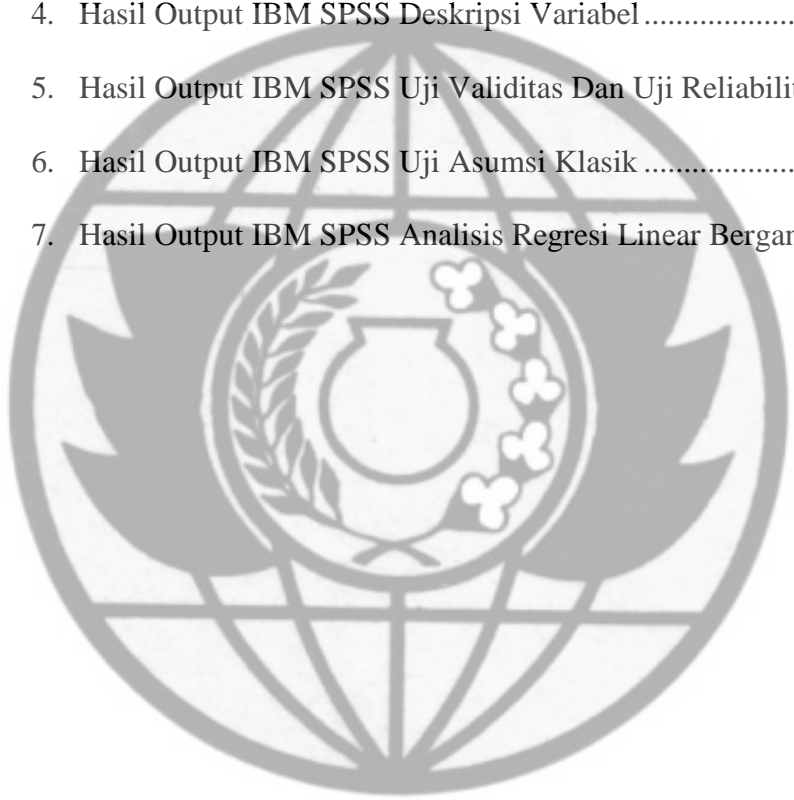 4. Hasil Output IBM SPSS Deskripsi Variabel ....................
5. Hasil Output IBM SPSS Uji Validitas Dan Uji
6. Hasil Output IBM SPSS Uji Asumsi Klasik ....................
7. Hasil Output IBM SPSS Analisis Regresi Linear